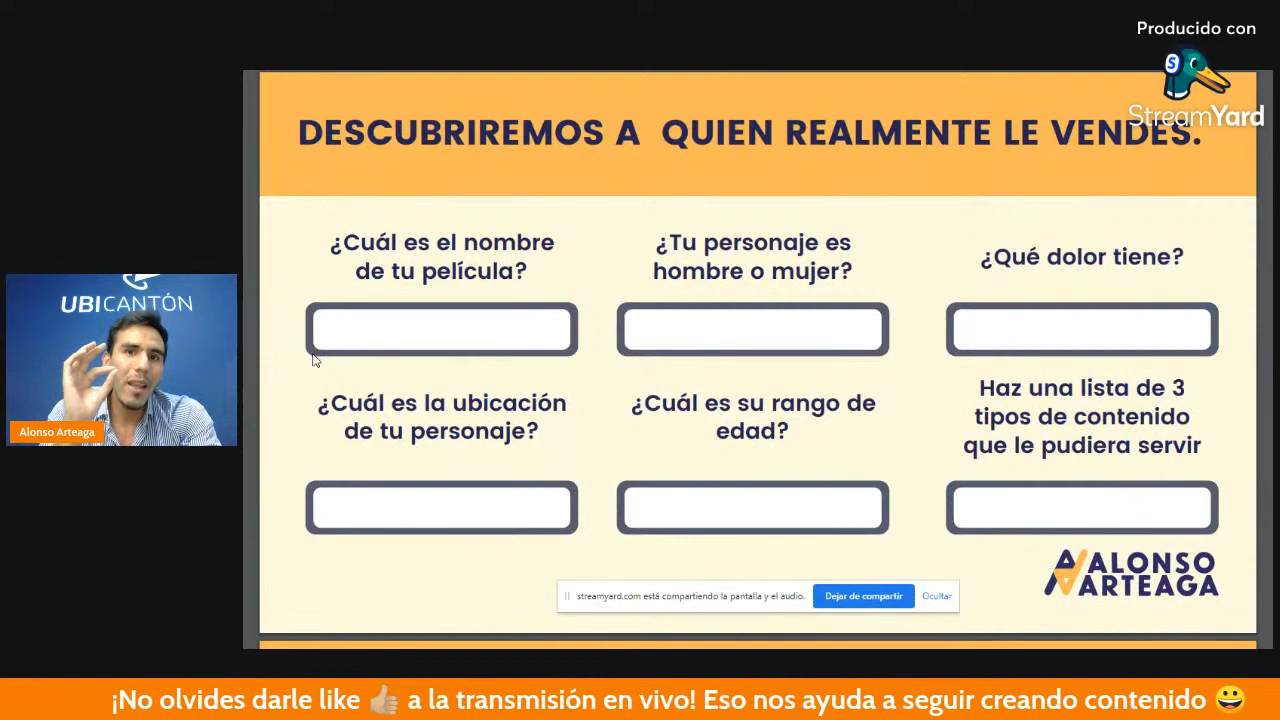 Producido con
StreamYard
DESCUBRIREMOS A QUIEN REALMENTE LE VENDES.
¿Cuál es el nombre
de tu película?
¿Tu personaje es
hombre o mujer?
¿Qué dolor tiene?
UBICANTÓN
Alonso Arteaga
¿Cuál es la ubicación
de tu personaje?
¿Cuál es su rango de
edad?
Haz una lista de 3
tipos de contenido
que le pudiera servir
ALONSO
ARTEAGA
streamyard.com está compartiendo la pantalla y el audio.
Dejar de compartir
Ocultar
¡No olvides darle like 👍🏼 a la transmisión en vivo! Eso nos ayuda a seguir creando contenido 😀